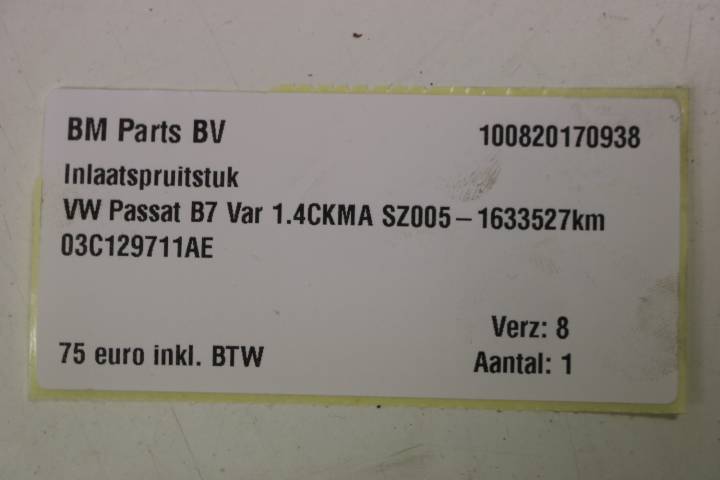 BM Parts BV 100820170938
Inlaatspruitstuk
VW Passat B7 Var 1.4CKMA SZ005 – 1633527km
03C129711AE
Verz: 8
75 euro inkl. BTW Aantal: 1